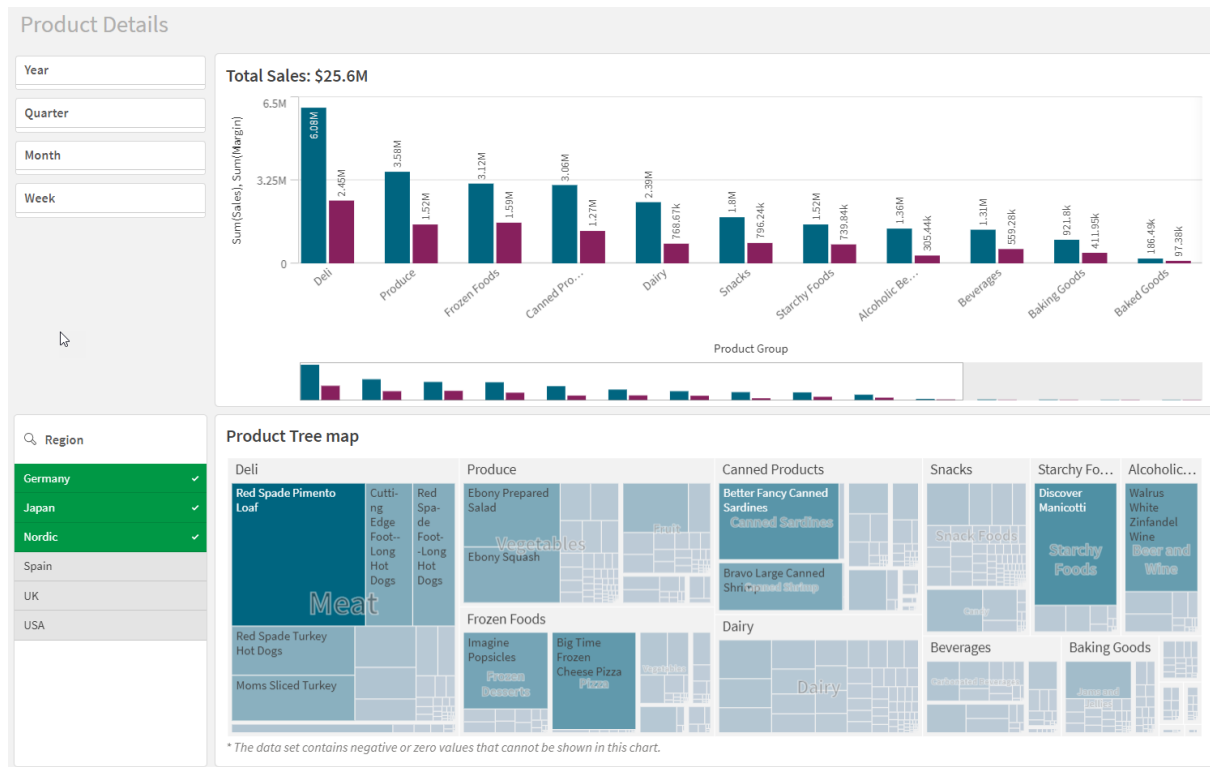 Product Details
Year
Quarter
Month
Week
Total Sales: $25.6M
Sum(Sales), Sum(Margin)
6.5M
3.25M
0
6.08M
2.45M
3.58M
1.52M
3.12M
1.59M
3.06M
1.27M
2.39M
768.67k
1.8M
796.24k
1.52M
739.84k
1.36M
305.44k
1.31M
559.28k
921.8k
411.95k
186.49k
97.38k
Deli
Produce
Frozen Foods
Canned Pro...
Dairy
Snacks
Starchy Foods
Alcoholic Be...
Beverages
Baking Goods
Baked Goods
Product Group
Region
Germany
Japan
Nordic
Spain
UK
USA
Product Tree map
Deli
Red Spade Pimento
Loaf
Cutti-
ng
Edge
Foot--
Long
Hot
Dogs
Red
Spa-
de
Foot-
-Long
Hot
Dogs
Meat
Red Spade Turkey
Hot Dogs
Moms Sliced Turkey
Produce
Ebony Prepared
Salad
Vegetables
Ebony Squash
Fruit
Frozen Foods
Imagine
Popsicles
Frozen
Desserts
Big Time
Frozen
Cheese Pizza
Pizza
Vegetables
Canned Products
Better Fancy Canned
Sardines
Canned Sardines
Bravo Large Canned
Shrimp
Canned Shrimp
Dairy
Dairy
Snacks
Snack Foods
Candy
Starchy Fo...
Discover
Manicotti
Starchy
Foods
Alcoholic...
Walrus
White
Zinfandel
Wine
Beer and
Wine
Beverages
Carbonated Beverages
Baking Goods
Jams and
* The data set contains negative or zero values that cannot be shown in this chart.